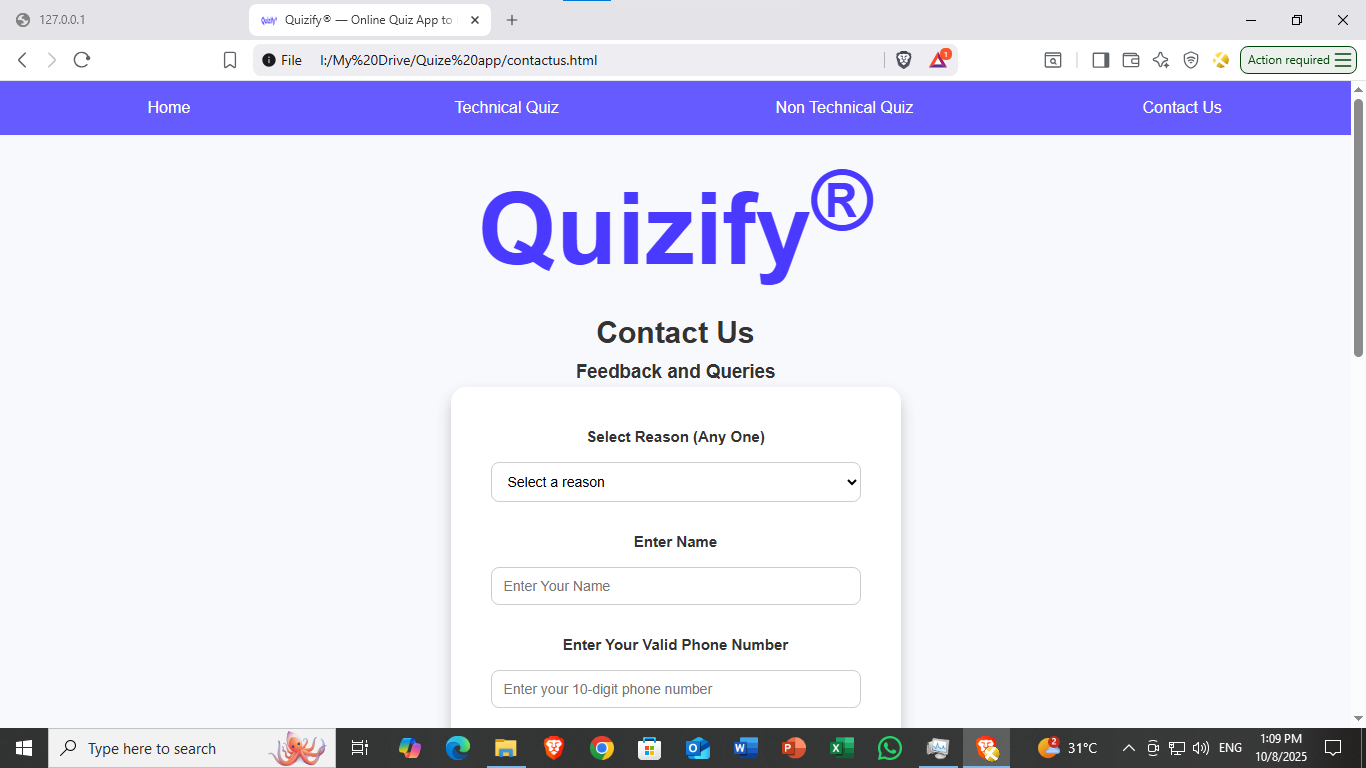 127.0.0.1
Quizify® — Online Quiz App to
1
File I:/My%20Drive/Quize%20app/contactus.html
Action required
Home Technical Quiz Non Technical Quiz Contact Us
Quizify®
Contact Us
Feedback and Queries
Select Reason (Any One)
Select a reason
Enter Name
Enter Your Name
Enter Your Valid Phone Number
Enter your 10-digit phone number
Type here to search
2
31°C
ENG
1:09 PM
10/8/2025